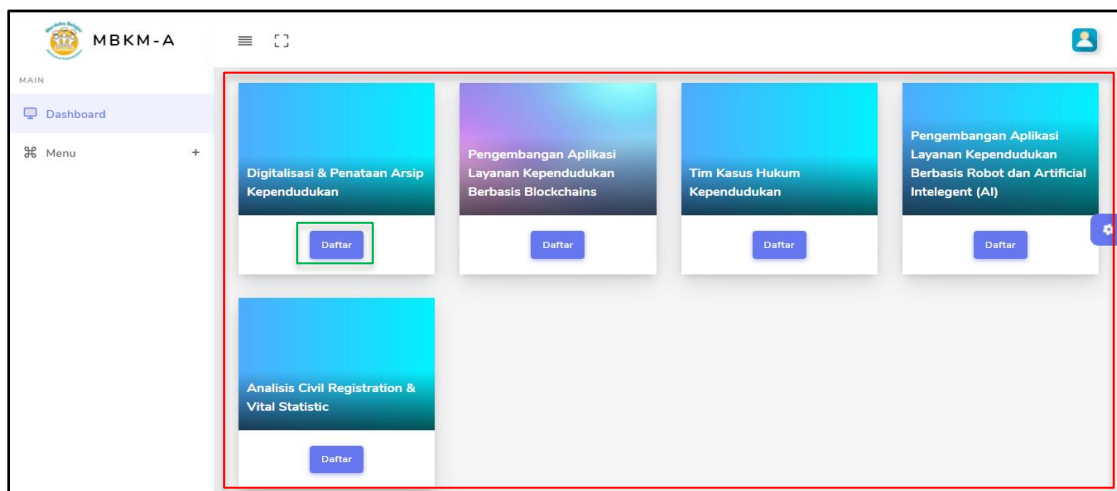 MBKM-A
MAIN
Dashboard
Menu +
Digitalisasi & Penataan Arsip
Kependudukan
Daftar
Pengembangan Aplikasi
Layanan Kependudukan
Berbasis Blockchains
Daftar
Tim Kasus Hukum
Kependudukan
Daftar
Pengembangan Aplikasi
Layanan Kependudukan
Berbasis Robot dan Artificial
Intelegent (AI)
Daftar
Analisis Civil Registration &
Vital Statistic
Daftar